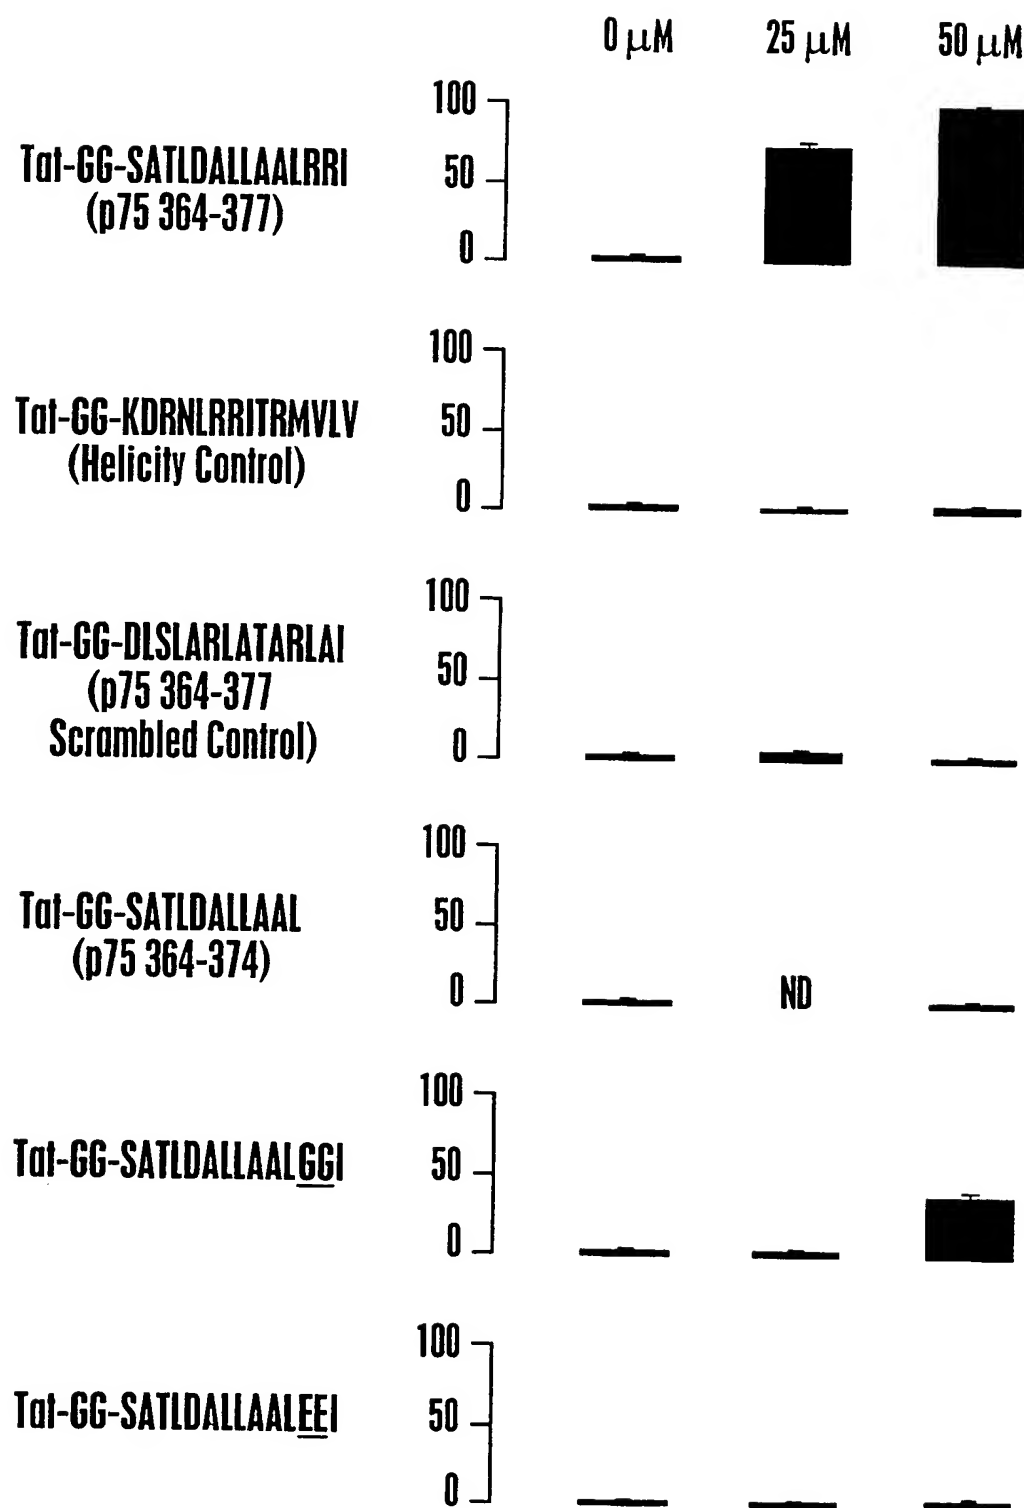 0 μM 25 μM 50 μM
100
Tat-GG-SATLDALLAALRRI
50
(p75 364-377)
0
100
Tat-GG-KDRNLRRITRMVLV
50
(Helicity Control)
0
100
Tat-GG-DLSLARLATARLAI
50
(p75 364-377
Scrambled Control)
0
100
Tat-GG-SATLDALLAAL
50
(p75 364-374)
0
ND
100
Tat-GG-SATLDALLAALGGI
50
0
100
Tat-GG-SATLDALLAALEEI
50
0